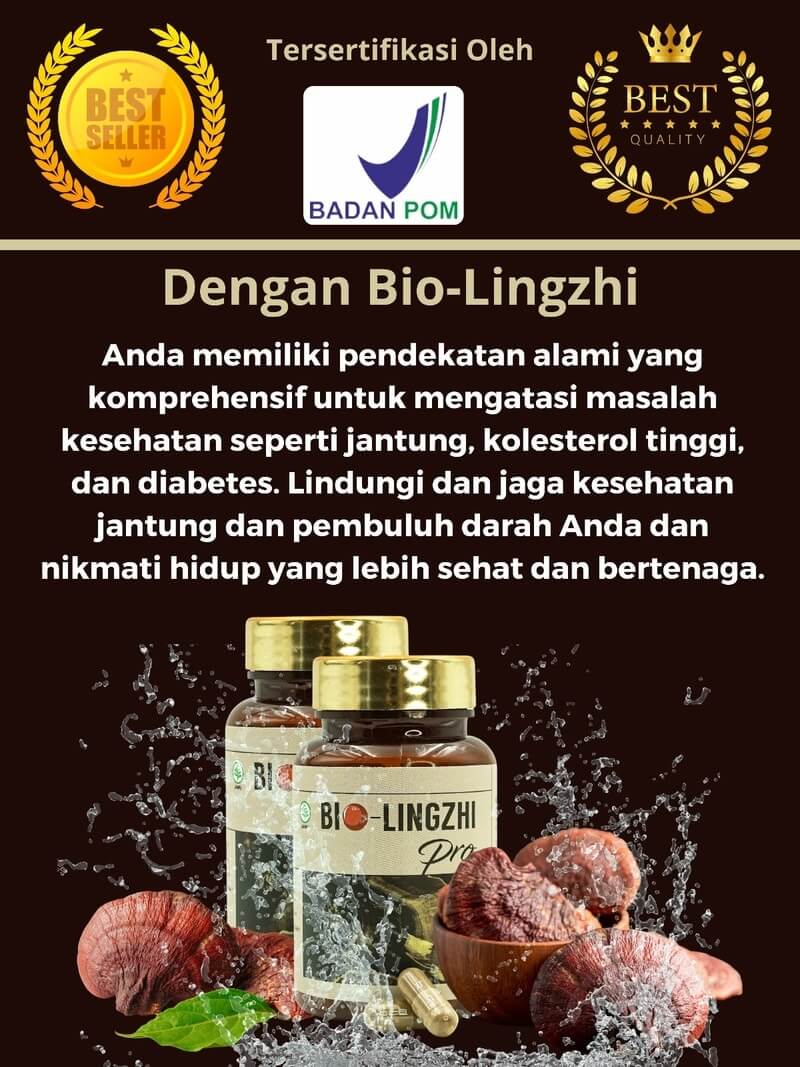 BEST
SELLER
Tersertifikasi Oleh
BADAN POM
BEST
QUALITY
Dengan Bio-Lingzhi
Anda memiliki pendekatan alami yang
komprehensif untuk mengatasi masalah
kesehatan seperti jantung, kolesterol tinggi,
dan diabetes. Lindungi dan jaga kesehatan
jantung dan pembuluh darah Anda dan
nikmati hidup yang lebih sehat dan bertenaga.
BI
BIO-LINGZHI
Pro